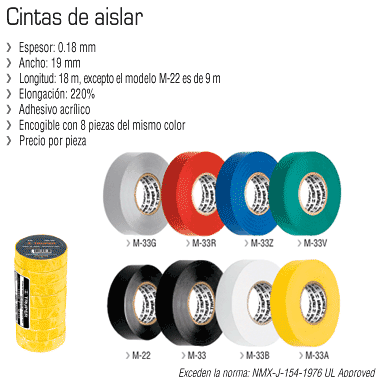 Cintas de aislar
› Espesor: 0.18 mm
› Ancho: 19 mm
› Longitud: 18 m, excepto el modelo M-22 es de 9 m
› Elongación: 220%
› Adhesivo acrílico
› Encogible con 8 piezas del mismo color
› Precio por pieza
› M-33G › M-33R › M-33Z › M-33V
› M-22 › M-33 › M-33B › M-33A
Exceden la norma: NMX-J-154-1976 UL Approved